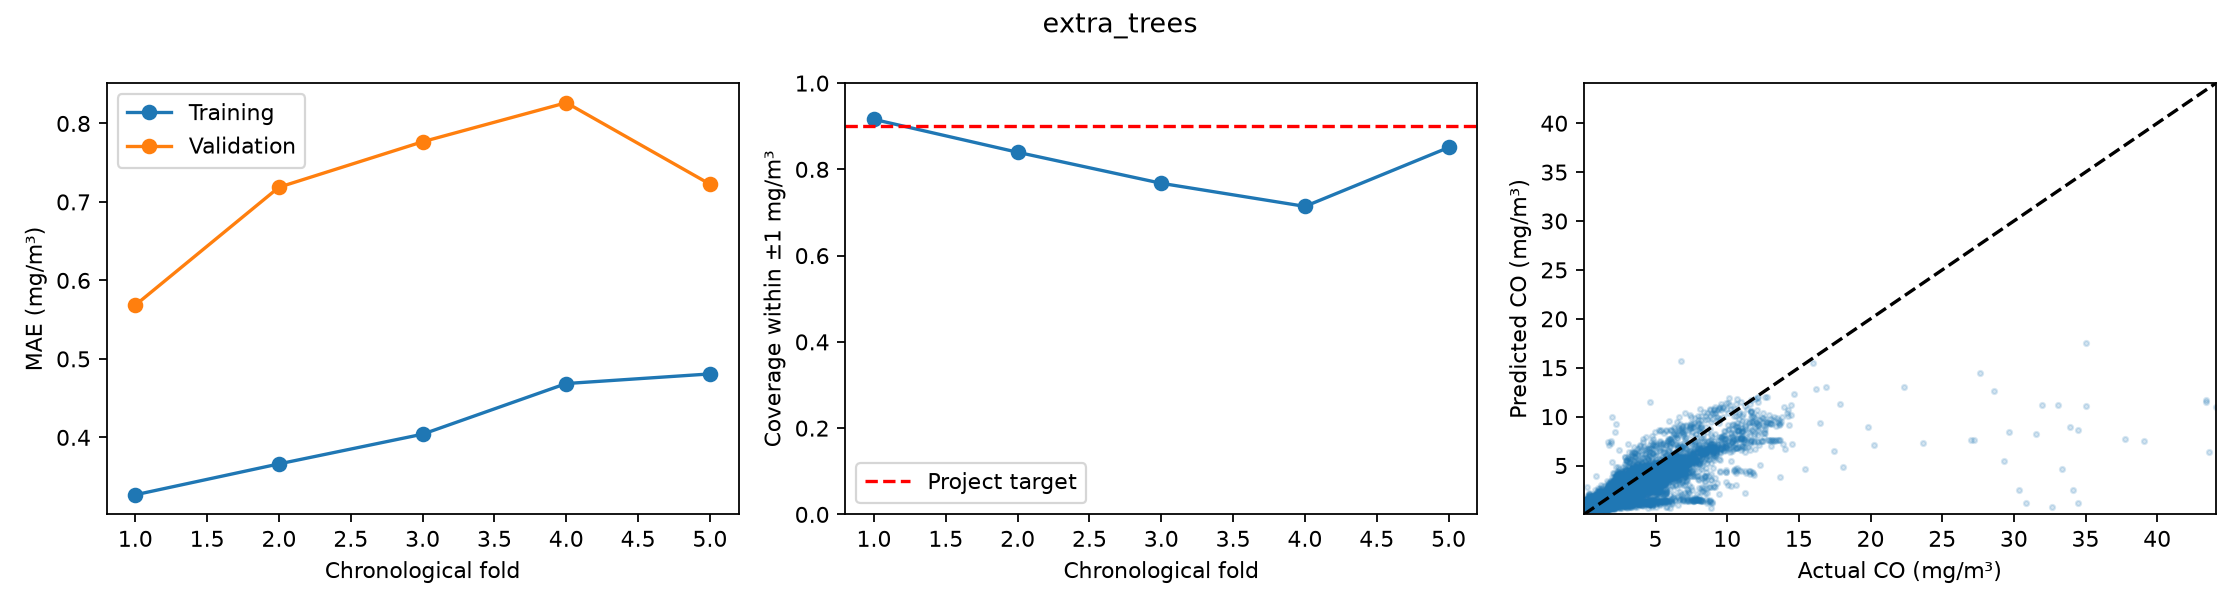 extra_trees
MAE (mg/m³)
0.8
0.7
0.6
0.5
0.4
Training
Validation
1.0 1.5 2.0 2.5 3.0 3.5 4.0 4.5 5.0
Chronological fold
Coverage within ±1 mg/m³
1.0
0.8
0.6
0.4
0.2
0.0
Project target
1.0 1.5 2.0 2.5 3.0 3.5 4.0 4.5 5.0
Chronological fold
Predicted CO (mg/m³)
40
35
30
25
20
15
10
5
5 10 15 20 25 30 35 40
Actual CO (mg/m³)